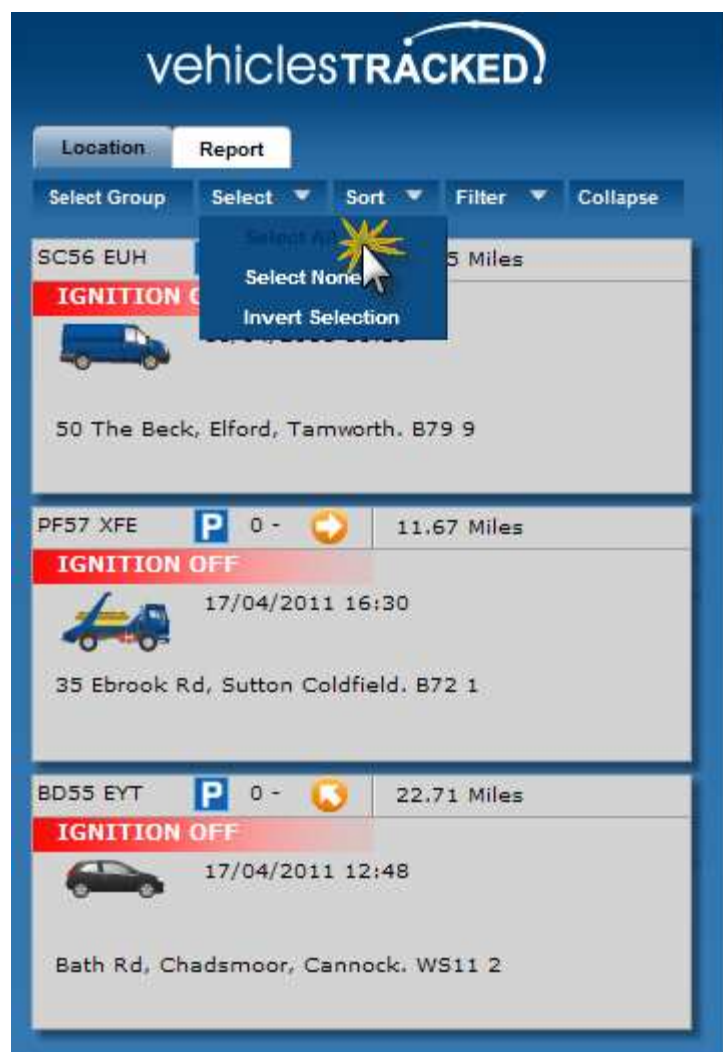 vehiclesTRACKED!
Location Report
Select Group Select Sort Filter Collapse
Select All
SC56 EUH 5 Miles
Select None
IGNITION
Invert Selection
50 The Beck, Elford, Tamworth. B79 9
PF57 XFE P 0 - 11.67 Miles
IGNITION OFF
17/04/2011 16:30
35 Ebrook Rd, Sutton Coldfield. B72 1
BD55 EYT P 0 - 22.71 Miles
IGNITION OFF
17/04/2011 12:48
Bath Rd, Chadsmoor, Cannock. WS11 2